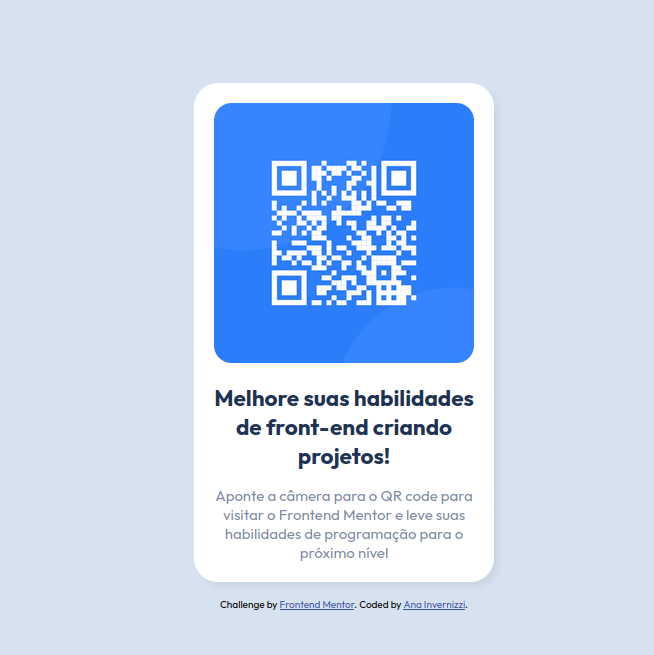 Melhore suas habilidades
de front-end criando
projetos!
Aponte a câmera para o QR code para
visitar o Frontend Mentor e leve suas
habilidades de programação para o
próximo nível
Challenge by Frontend Mentor. Coded by Ana Invernizzi.